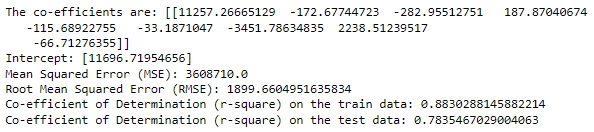 The co-efficients are: [[11257.26665129 -172.67744723 -282.95512751 187.87040674
-115.68922755 -33.1871047 -3451.78634835 2238.51239517
-66.71276355]]
Intercept: [11696.71954656]
Mean Squared Error (MSE): 3608710.0
Root Mean Squared Error (RMSE): 1899.6604951635834
Co-efficient of Determination (r-square) on the train data: 0.8830288145882214
Co-efficient of Determination (r-square) on the test data: 0.7835467029004063